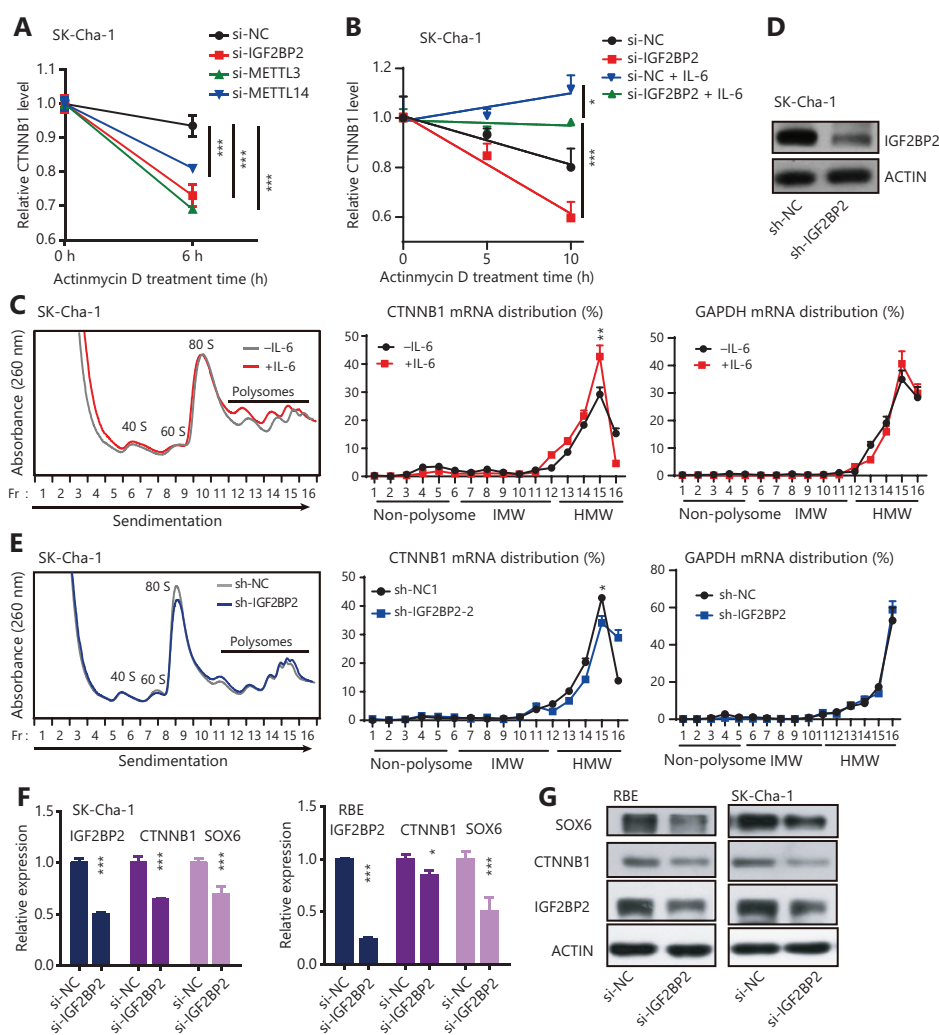 A
SK-Cha-1
si-NC
si-IGF2BP2
si-METTL3
si-METTL14
Relative CTNNB1 level
1.2
1.0
0.9
0.8
0.7
0.6
***
***
***
0 h
6 h
Actinmycin D treatment time (h)
B
SK-Cha-1
si-NC
si-IGF2BP2
si-NC + IL-6
si-IGF2BP2 + IL-6
Relative CTNNB1 level
1.2
1.0
0.8
0.6
*
***
0
5
10
Actinmycin D treatment time (h)
D
SK-Cha-1
IGF2BP2
ACTIN
sh-NC
sh-IGF2BP2
C
SK-Cha-1
Absorbance (260 nm)
80 S
–IL-6
+IL-6
Polysomes
40 S
60 S
Fr : 1 2 3 4 5 6 7 8 9 10 11 12 13 14 15 16
Sendimentation
CTNNB1 mRNA distribution (%)
–IL-6
+IL-6
**
50
40
30
20
10
0
1 2 3 4 5 6 7 8 9 10 11 12 13 14 15 16
Non-polysome IMW HMW
GAPDH mRNA distribution (%)
–IL-6
+IL-6
50
40
30
20
10
0
1 2 3 4 5 6 7 8 9 10 11 12 13 14 15 16
Non-polysome IMW HMW
E
SK-Cha-1
Absorbance (260 nm)
80 S
sh-NC
sh-IGF2BP2
Polysomes
40 S
60 S
Fr : 1 2 3 4 5 6 7 8 9 10 11 12 13 14 15 16
Sendimentation
CTNNB1 mRNA distribution (%)
sh-NC1
sh-IGF2BP2-2
*
50
40
30
20
10
0
1 2 3 4 5 6 7 8 9 10 11 12 13 14 15 16
Non-polysome IMW HMW
GAPDH mRNA distribution (%)
sh-NC
sh-IGF2BP2
80
60
40
20
0
1 2 3 4 5 6 7 8 9 10 11 12 13 14 15 16
Non-polysome IMW HMW
F
SK-Cha-1
IGF2BP2 CTNNB1 SOX6
Relative expression
1.5
1.0
0.5
0.0
*** *** ***
si-NC si-IGF2BP2 si-NC si-IGF2BP2 si-NC si-IGF2BP2
RBE
IGF2BP2 CTNNB1 SOX6
Relative expression
1.5
1.0
0.5
0.0
*** * ***
si-NC si-IGF2BP2 si-NC si-IGF2BP2 si-NC si-IGF2BP2
G
RBE SK-Cha-1
SOX6
CTNNB1
IGF2BP2
ACTIN
si-NC si-IGF2BP2 si-NC si-IGF2BP2